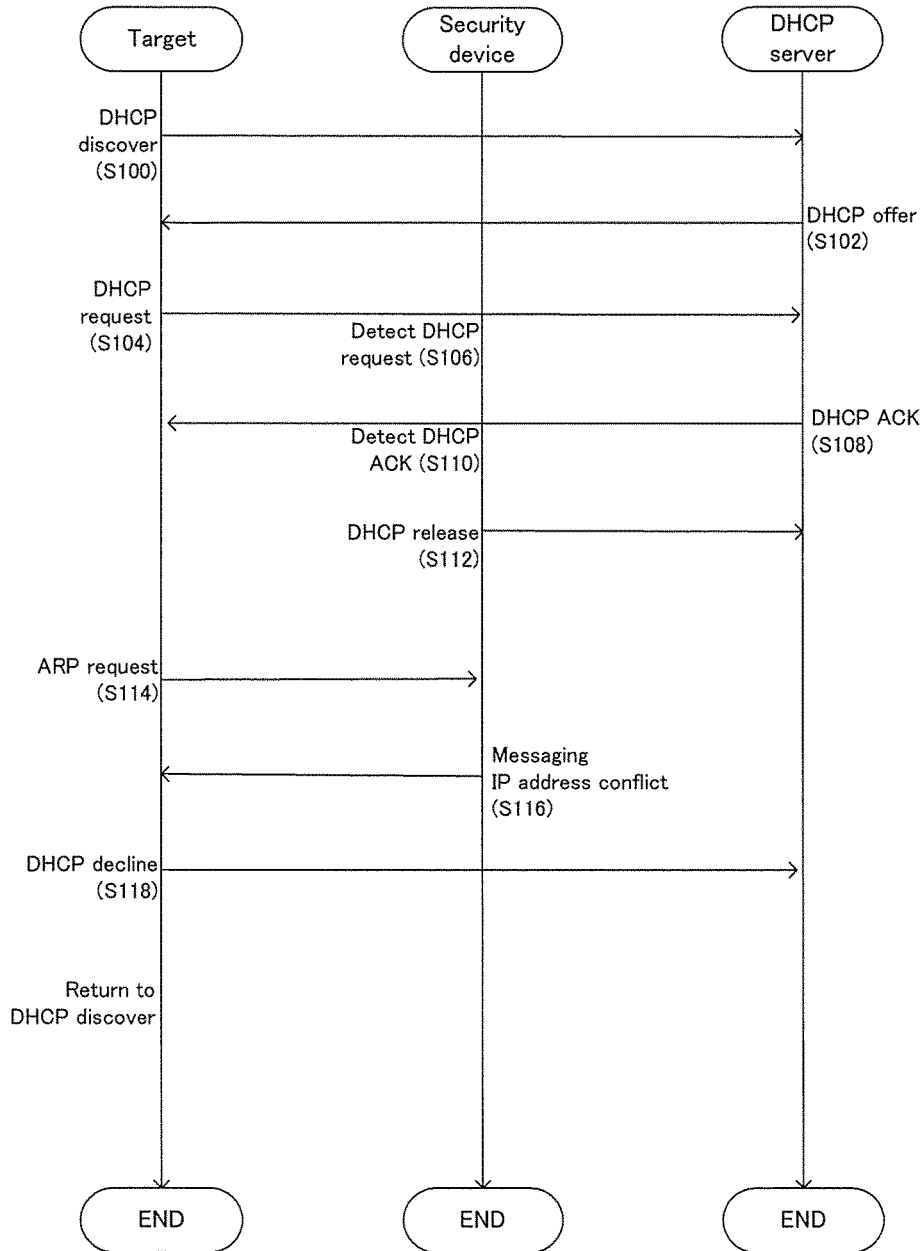 Target
Security
device
DHCP
server
DHCP
discover
(S100)
DHCP offer
(S102)
DHCP
request
(S104)
Detect DHCP
request (S106)
DHCP ACK
(S108)
Detect DHCP
ACK (S110)
DHCP release
(S112)
ARP request
(S114)
Messaging
IP address conflict
(S116)
DHCP decline
(S118)
Return to
DHCP discover
END
END
END